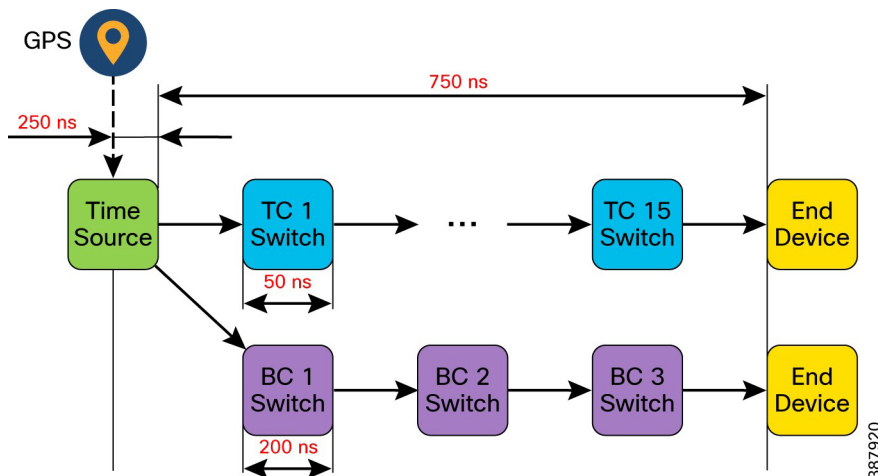 GPS
750 ns
250 ns
Time
Source
TC 1
Switch
...
TC 15
Switch
End
Device
50 ns
BC 1
Switch
BC 2
Switch
BC 3
Switch
End
Device
200 ns
387920